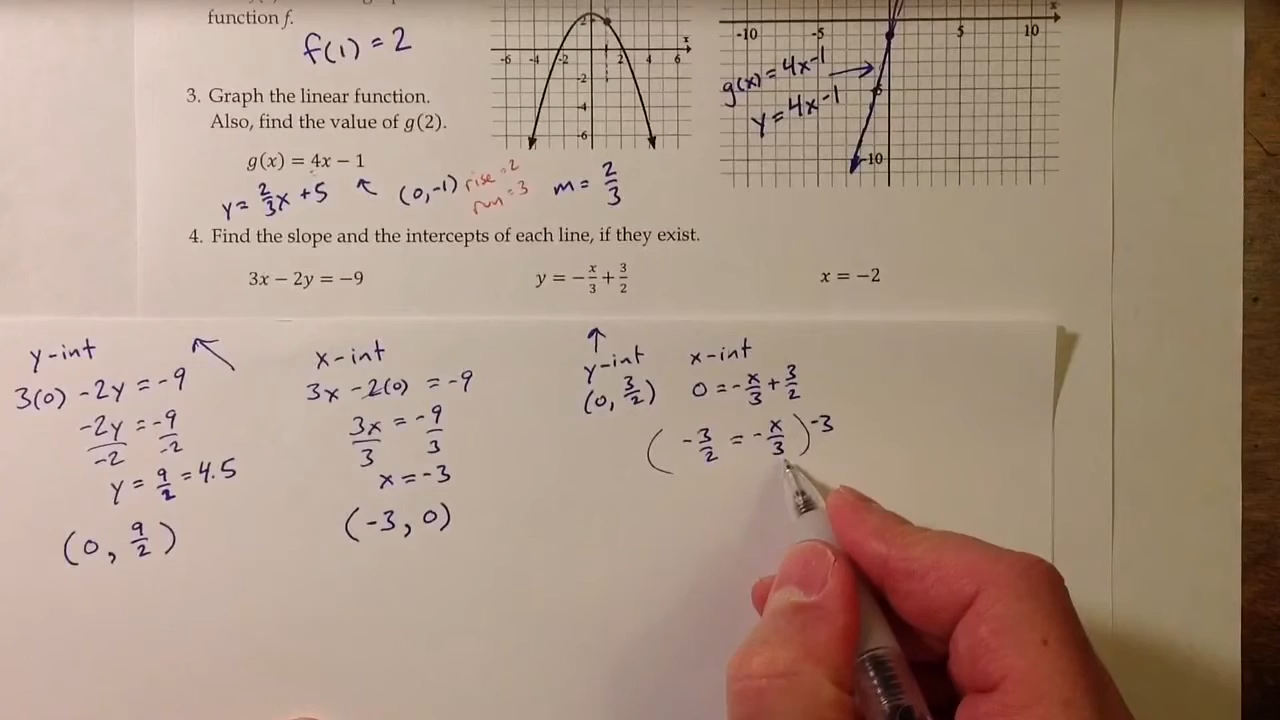 function f.
f(1) = 2
2
x
-6 -4 -2 2 4 6
-2
-4
-6
x
-10 -5 5 10
-10
g(x) = 4x-1
y = 4x-1
3. Graph the linear function.
Also, find the value of g(2).
g(x) = 4x − 1
y = 2/3 x + 5
(0, -1)
rise = 2
run = 3
m = 2/3
4. Find the slope and the intercepts of each line, if they exist.
3x − 2y = −9
y = −x/3 + 3/2
x = −2
y-int
3(0) - 2y = -9
-2y/-2 = -9/-2
y = 9/2 = 4.5
(0, 9/2)
x-int
3x - 2(0) = -9
3x/3 = -9/3
x = -3
(-3, 0)
y-int
(0, 3/2)
x-int
0 = -x/3 + 3/2
( -3/2 = -x/3 ) -3